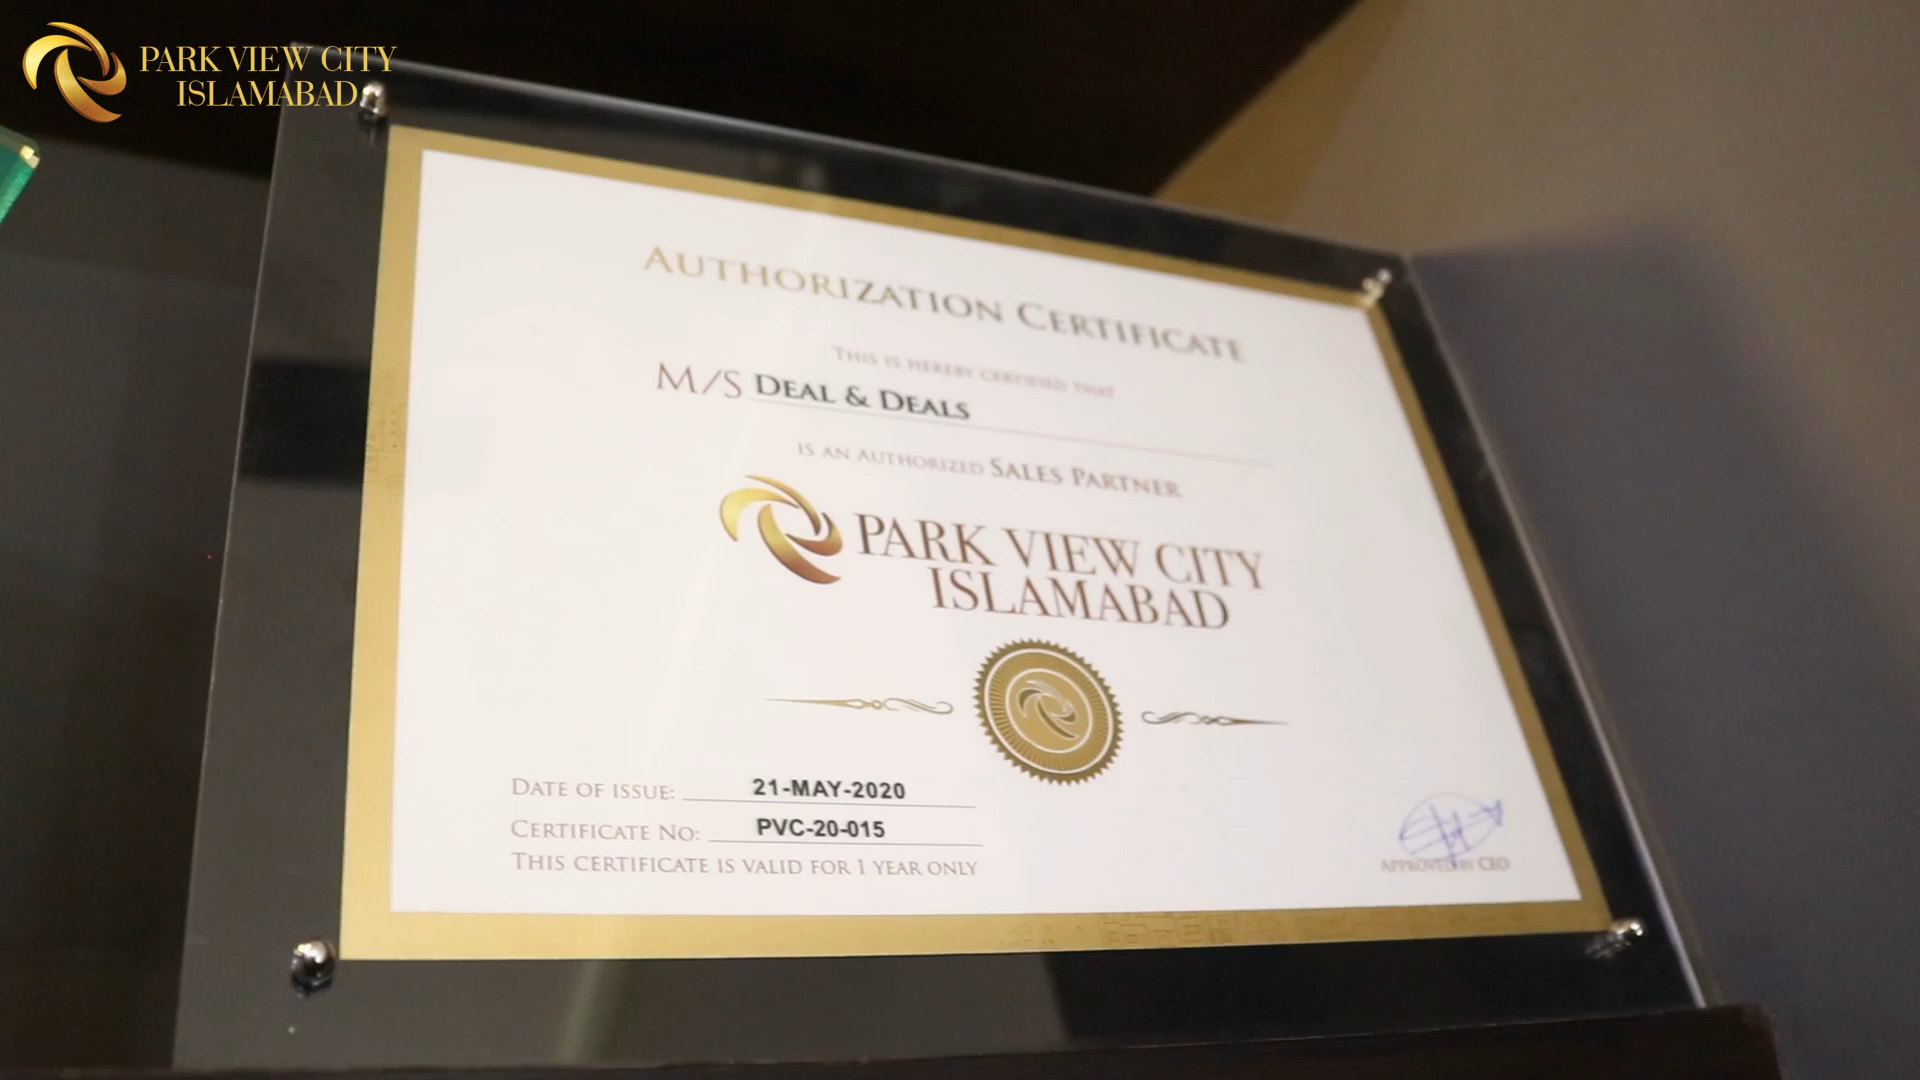 PARK VIEW CITY
ISLAMABAD
AUTHORIZATION CERTIFICATE
THIS IS HEREBY CERTIFIED THAT
M/S DEAL & DEALS
IS AN AUTHORIZED SALES PARTNER
PARK VIEW CITY
ISLAMABAD
DATE OF ISSUE: 21-MAY-2020
CERTIFICATE NO: PVC-20-015
THIS CERTIFICATE IS VALID FOR 1 YEAR ONLY
APPROVED BY CEO